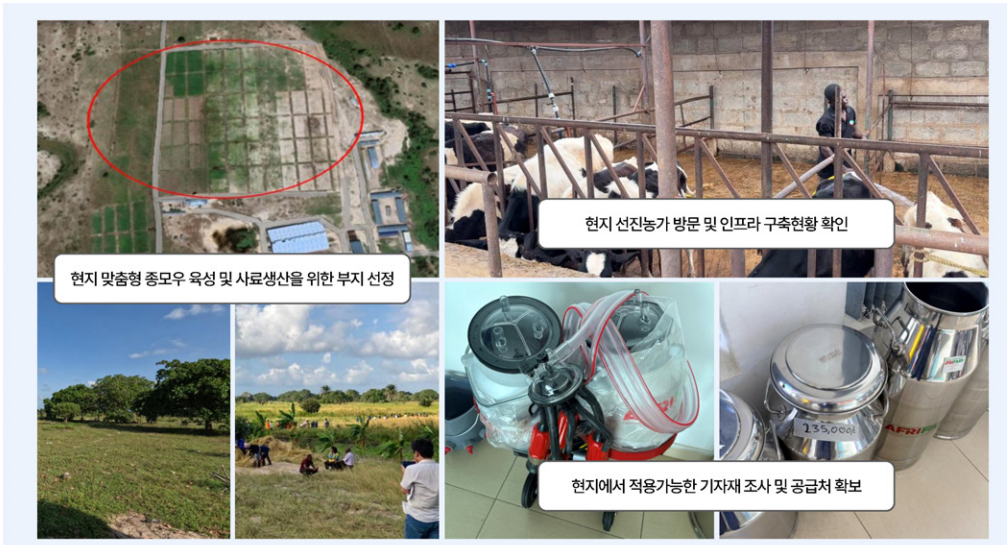 현지 맞춤형 종모우 육성 및 사료생산을 위한 부지 선정
현지 선진농가 방문 및 인프라 구축현황 확인
235,000/
현지에서 적용가능한 기자재 조사 및 공급처 확보